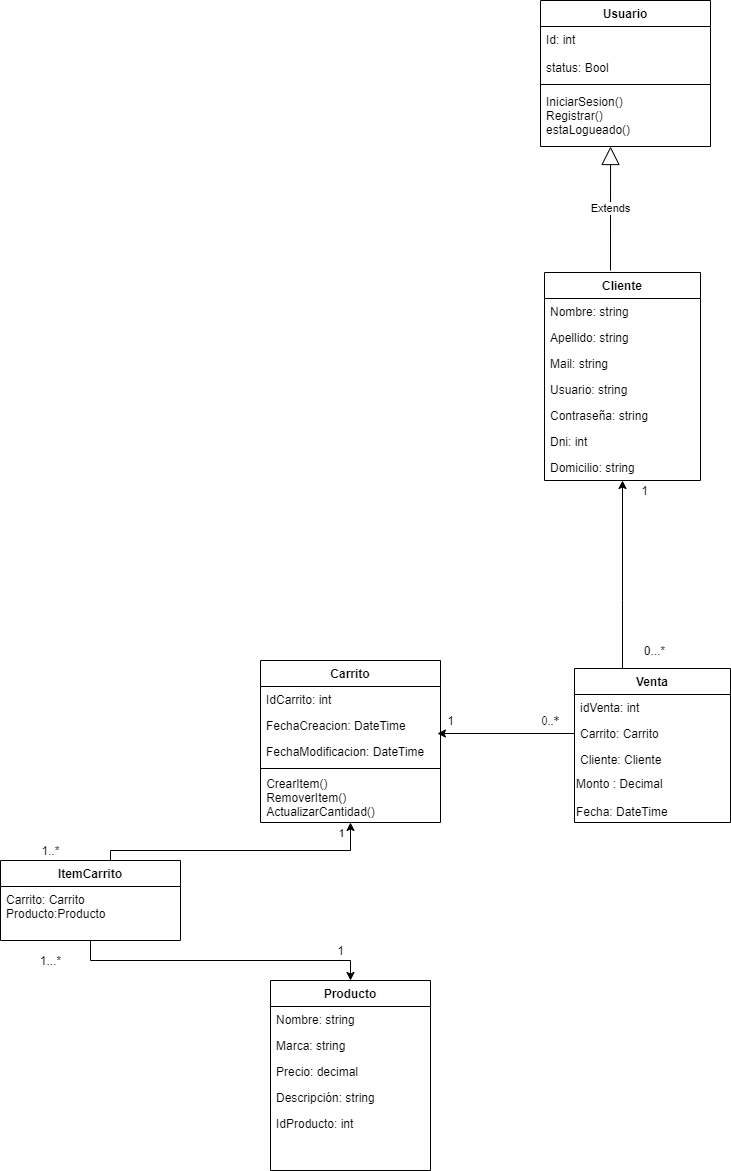 Usuario
Id: int
status: Bool
IniciarSesion()
Registrar()
estaLogueado()
Extends
Cliente
Nombre: string
Apellido: string
Mail: string
Usuario: string
Contraseña: string
Dni: int
Domicilio: string
1
0...*
Carrito
IdCarrito: int
FechaCreacion: DateTime
FechaModificacion: DateTime
CrearItem()
RemoverItem()
ActualizarCantidad()
1
0..*
Venta
idVenta: int
Carrito: Carrito
Cliente: Cliente
Monto : Decimal
Fecha: DateTime
1
1..*
ItemCarrito
Carrito: Carrito
Producto:Producto
1...*
1
Producto
Nombre: string
Marca: string
Precio: decimal
Descripción: string
IdProducto: int